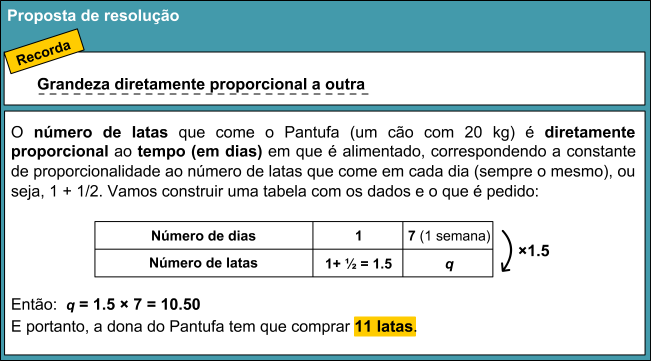 Proposta de resolução
Recorda
Grandeza diretamente proporcional a outra
O número de latas que come o Pantufa (um cão com 20 kg) é diretamente
proporcional ao tempo (em dias) em que é alimentado, correspondendo a constante
de proporcionalidade ao número de latas que come em cada dia (sempre o mesmo), ou
seja, 1 + 1/2. Vamos construir uma tabela com os dados e o que é pedido:
Número de dias 1 7 (1 semana)
Número de latas 1+ ½ = 1.5 q
×1.5
Então: q = 1.5 × 7 = 10.50
E portanto, a dona do Pantufa tem que comprar 11 latas.